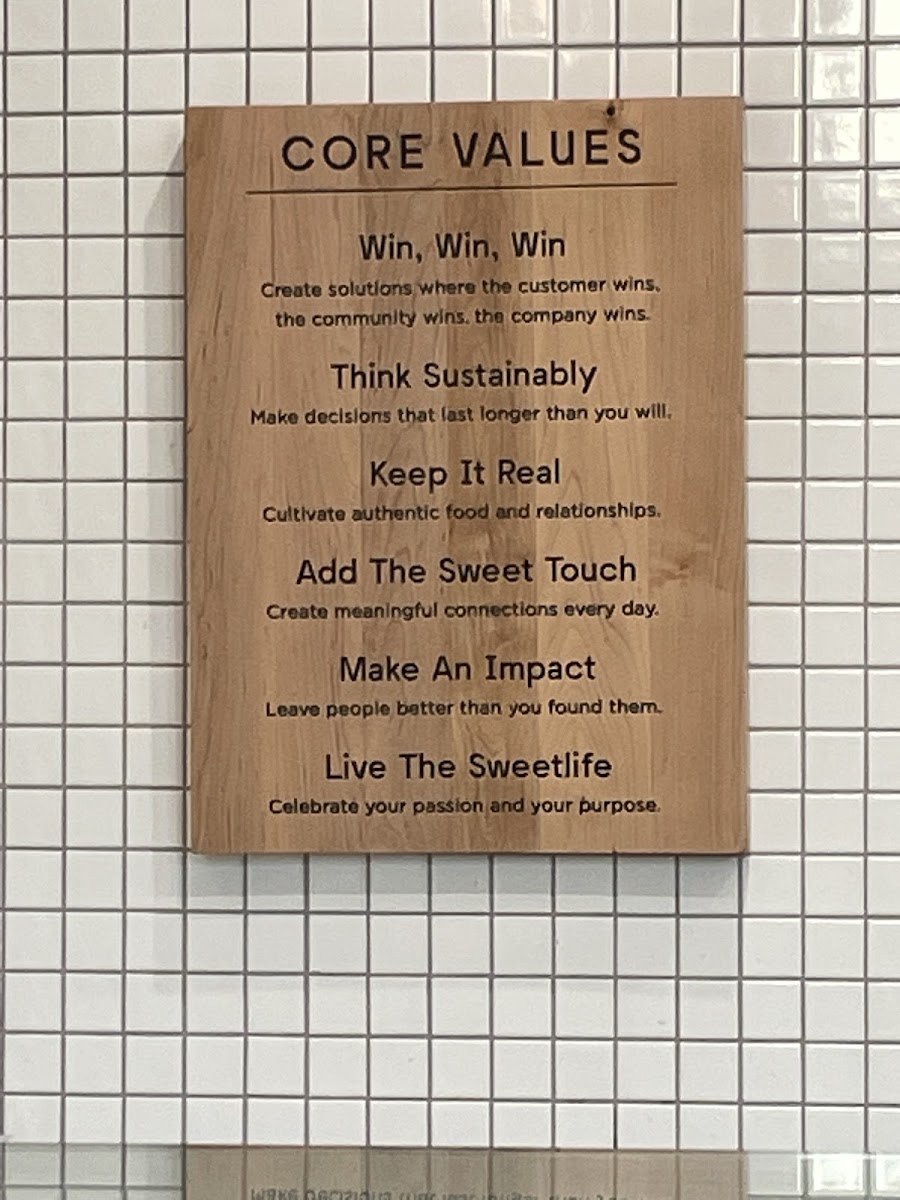 CORE VALUES
Win, Win, Win
Create solutions where the customer wins,
the community wins, the company wins.
Think Sustainably
Make decisions that last longer than you will.
Keep It Real
Cultivate authentic food and relationships.
Add The Sweet Touch
Create meaningful connections every day.
Make An Impact
Leave people better than you found them.
Live The Sweetlife
Celebrate your passion and your purpose.